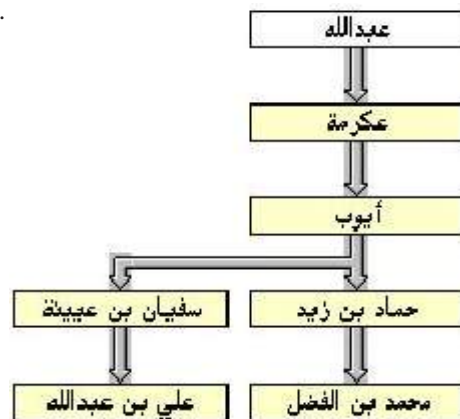 عبدالله
عكرمة
أيوب
حماد بن زيد
سفيان بن عيينة
محمد بن الفضل
علي بن عبدالله